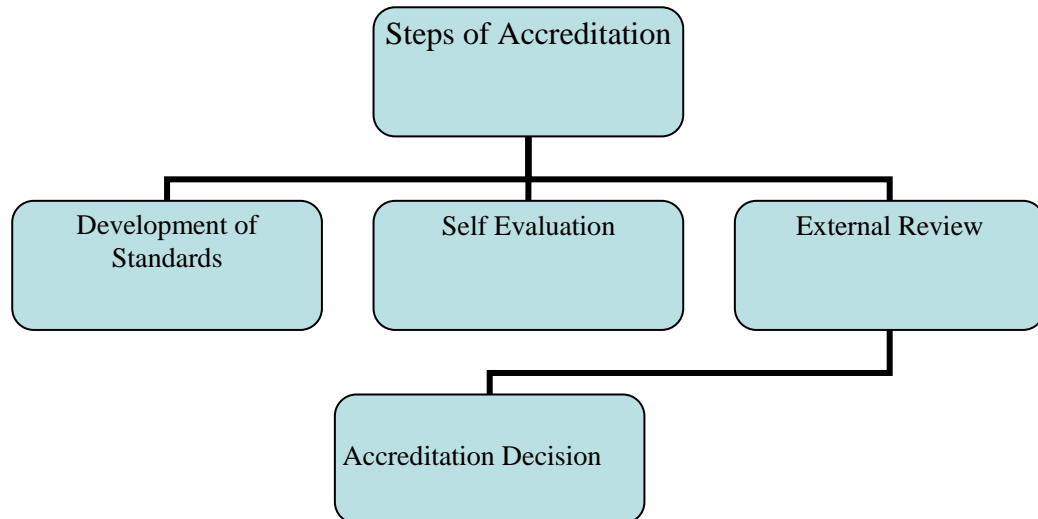 Steps of Accreditation
Development of
Standards
Self Evaluation
External Review
Accreditation Decision